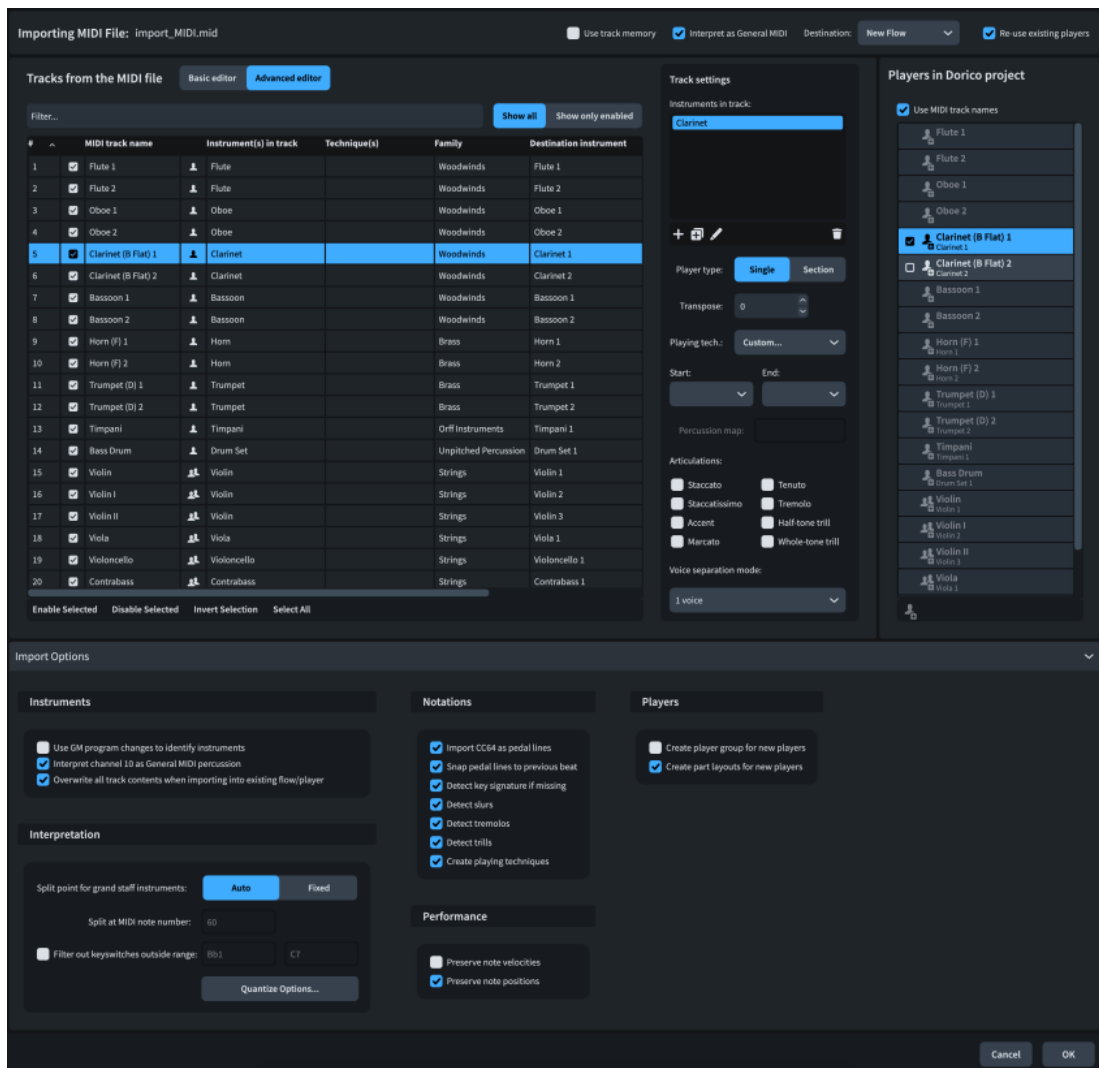 Importing MIDI File: import_MIDI.mid
Use track memory
Interpret as General MIDI
Destination: New Flow
Re-use existing players
Tracks from the MIDI file
Basic editor
Advanced editor
Filter...
Show all
Show only enabled
# MIDI track name Instrument(s) in track Technique(s) Family Destination instrument
1 Flute 1 Flute Woodwinds Flute 1
2 Flute 2 Flute Woodwinds Flute 2
3 Oboe 1 Oboe Woodwinds Oboe 1
4 Oboe 2 Oboe Woodwinds Oboe 2
5 Clarinet (B Flat) 1 Clarinet Woodwinds Clarinet 1
6 Clarinet (B Flat) 2 Clarinet Woodwinds Clarinet 2
7 Bassoon 1 Bassoon Woodwinds Bassoon 1
8 Bassoon 2 Bassoon Woodwinds Bassoon 2
9 Horn (F) 1 Horn Brass Horn 1
10 Horn (F) 2 Horn Brass Horn 2
11 Trumpet (D) 1 Trumpet Brass Trumpet 1
12 Trumpet (D) 2 Trumpet Brass Trumpet 2
13 Timpani Timpani Orff Instruments Timpani 1
14 Bass Drum Drum Set Unpitched Percussion Drum Set 1
15 Violin Violin Strings Violin 1
16 Violin I Violin Strings Violin 2
17 Violin II Violin Strings Violin 3
18 Viola Viola Strings Viola 1
19 Violoncello Violoncello Strings Violoncello 1
20 Contrabass Contrabass Strings Contrabass 1
Enable Selected Disable Selected Invert Selection Select All
Track settings
Instruments in track:
Clarinet
Player type: Single Section
Transpose: 0
Playing tech.: Custom...
Start: End:
Percussion map:
Articulations:
Staccato Tenuto
Staccatissimo Tremolo
Accent Half-tone trill
Marcato Whole-tone trill
Voice separation mode:
1 voice
Players in Dorico project
Use MIDI track names
Flute 1
Flute 2
Oboe 1
Oboe 2
Clarinet (B Flat) 1
Clarinet 1
Clarinet (B Flat) 2
Clarinet 2
Bassoon 1
Bassoon 2
Horn (F) 1
Horn 1
Horn (F) 2
Horn 2
Trumpet (D) 1
Trumpet 1
Trumpet (D) 2
Trumpet 2
Timpani
Timpani 1
Bass Drum
Drum Set 1
Violin
Violin 1
Violin I
Violin 2
Violin II
Violin 3
Viola
Viola 1
Import Options
Instruments
Use GM program changes to identify instruments
Interpret channel 10 as General MIDI percussion
Overwrite all track contents when importing into existing flow/player
Interpretation
Split point for grand staff instruments: Auto Fixed
Split at MIDI note number: 60
Filter out keyswitches outside range: Bb1 C7
Quantize Options...
Notations
Import CC64 as pedal lines
Snap pedal lines to previous beat
Detect key signature if missing
Detect slurs
Detect tremolos
Detect trills
Create playing techniques
Performance
Preserve note velocities
Preserve note positions
Players
Create player group for new players
Create part layouts for new players
Cancel OK